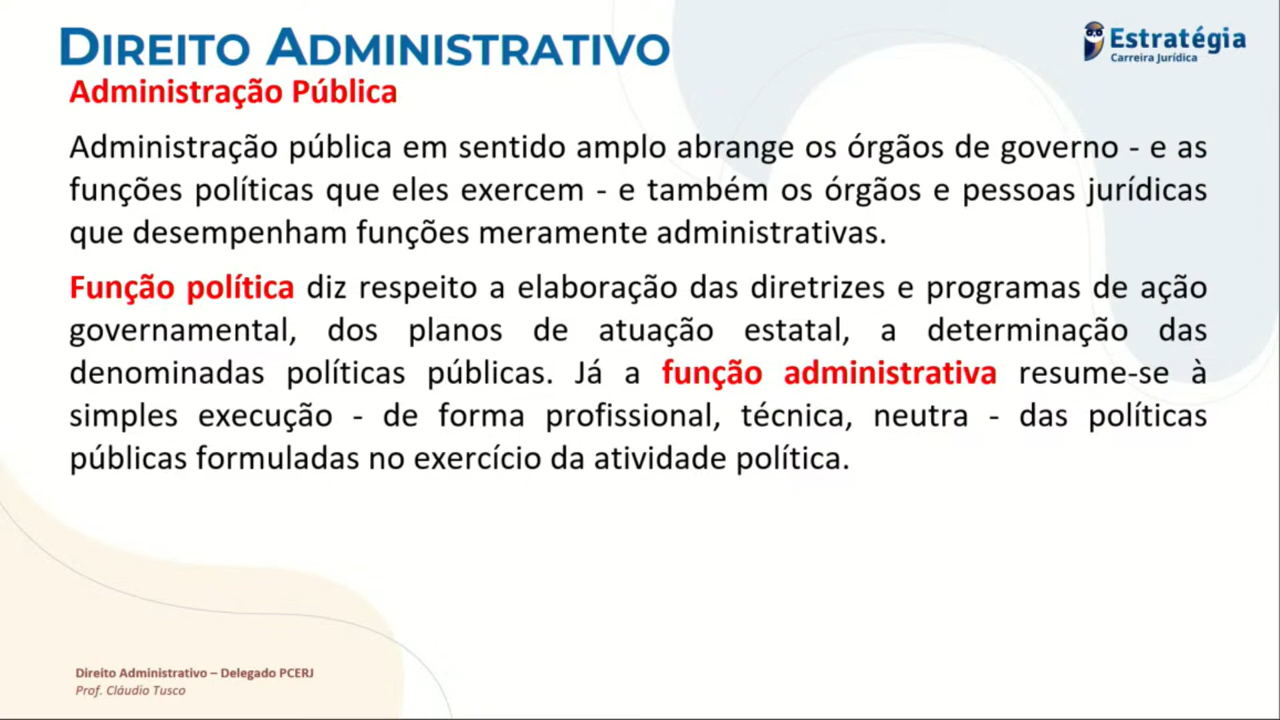 DIREITO ADMINISTRATIVO
Estratégia
Carreira Jurídica
Administração Pública
Administração pública em sentido amplo abrange os órgãos de governo - e as
funções políticas que eles exercem - e também os órgãos e pessoas jurídicas
que desempenham funções meramente administrativas.
Função política diz respeito a elaboração das diretrizes e programas de ação
governamental, dos planos de atuação estatal, a determinação das
denominadas políticas públicas. Já a função administrativa resume-se à
simples execução - de forma profissional, técnica, neutra - das políticas
públicas formuladas no exercício da atividade política.
Direito Administrativo – Delegado PCERJ
Prof. Cláudio Tusco